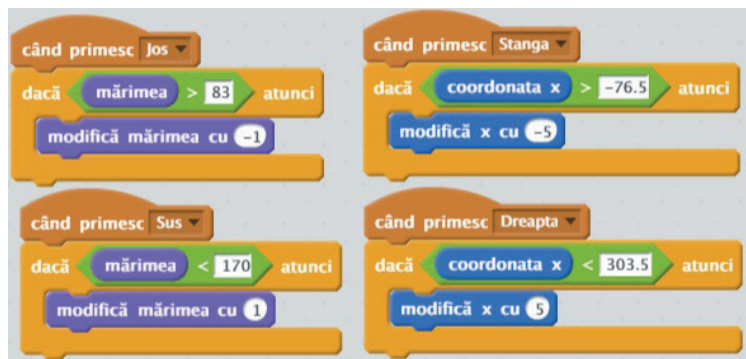 când primesc Jos
dacă mărimea > 83 atunci
modifică mărimea cu -1
când primesc Stanga
dacă coordonata x > -76.5 atunci
modifică x cu -5
când primesc Sus
dacă mărimea < 170 atunci
modifică mărimea cu 1
când primesc Dreapta
dacă coordonata x < 303.5 atunci
modifică x cu 5